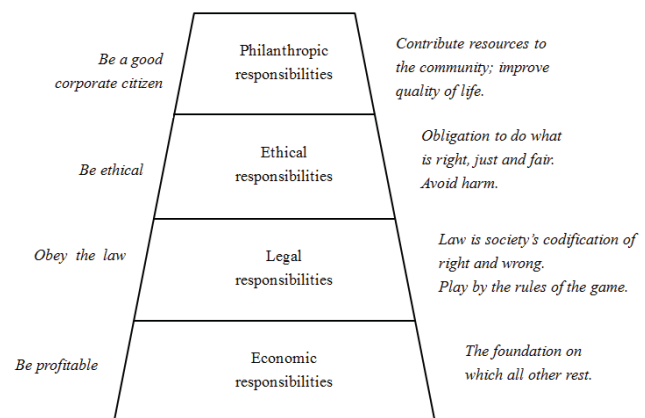 Be a good
corporate citizen
Philanthropic
responsibilities
Contribute resources to
the community; improve
quality of life.
Be ethical
Ethical
responsibilities
Obligation to do what
is right, just and fair.
Avoid harm.
Obey the law
Legal
responsibilities
Law is society's codification of
right and wrong.
Play by the rules of the game.
Be profitable
Economic
responsibilities
The foundation on
which all other rest.